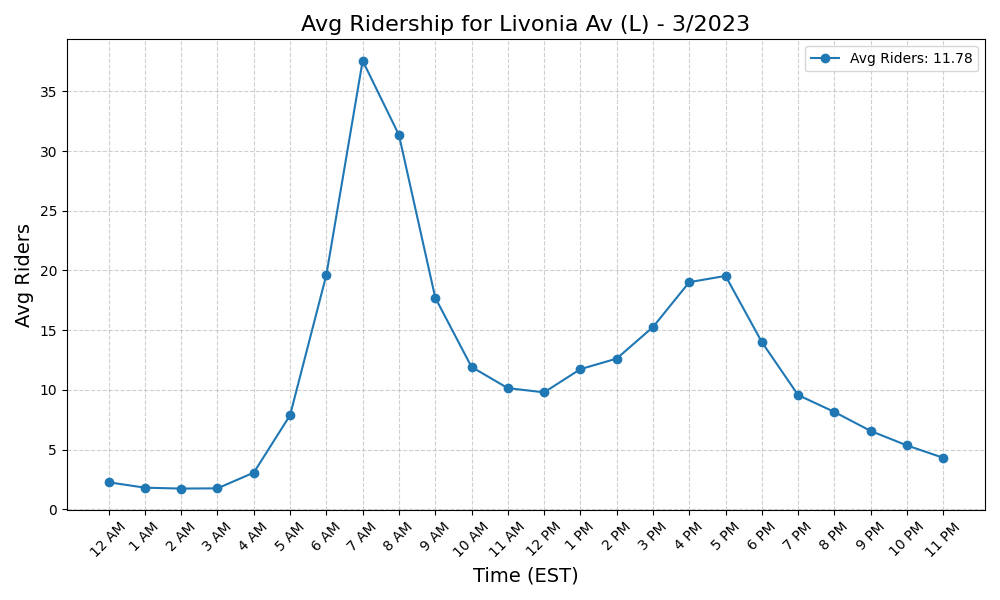 Avg Ridership for Livonia Av (L) - 3/2023
Avg Riders: 11.78
Avg Riders
35
30
25
20
15
10
5
0
12 AM
1 AM
2 AM
3 AM
4 AM
5 AM
6 AM
7 AM
8 AM
9 AM
10 AM
11 AM
12 PM
1 PM
2 PM
3 PM
4 PM
5 PM
6 PM
7 PM
8 PM
9 PM
10 PM
11 PM
Time (EST)